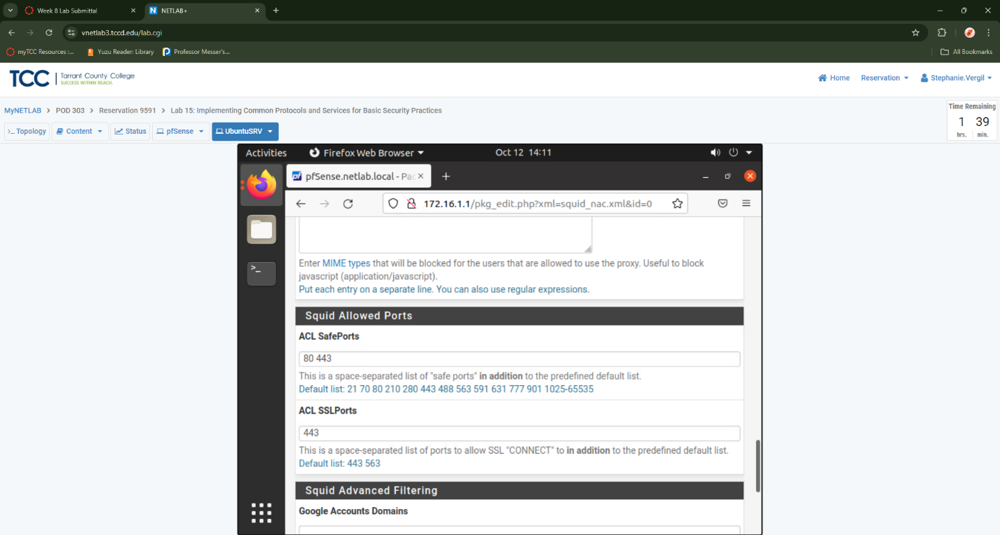 Week 8 Lab Submittal
NETLAB+
vnetlab3.tccd.edu/lab.cgi
myTCC Resources :...
Yuzu Reader: Library
Professor Messer's...
All Bookmarks
TCC
Tarrant County College
SUCCESS WITHIN REACH.
Home
Reservation
Stephanie.Vergil
MyNETLAB > POD 303 > Reservation 9591 > Lab 15: Implementing Common Protocols and Services for Basic Security Practices
Time Remaining
1 39
hrs. min.
>_ Topology
Content
Status
pfSense
UbuntuSRV
Activities
Firefox Web Browser
Oct 12 14:11
pfSense.netlab.local - Pac
172.16.1.1/pkg_edit.php?xml=squid_nac.xml&id=0
Enter MIME types that will be blocked for the users that are allowed to use the proxy. Useful to block
javascript (application/javascript).
Put each entry on a separate line. You can also use regular expressions.
Squid Allowed Ports
ACL SafePorts
80 443
This is a space-separated list of "safe ports" in addition to the predefined default list.
Default list: 21 70 80 210 280 443 488 563 591 631 777 901 1025-65535
ACL SSLPorts
443
This is a space-separated list of ports to allow SSL "CONNECT" to in addition to the predefined default list.
Default list: 443 563
Squid Advanced Filtering
Google Accounts Domains